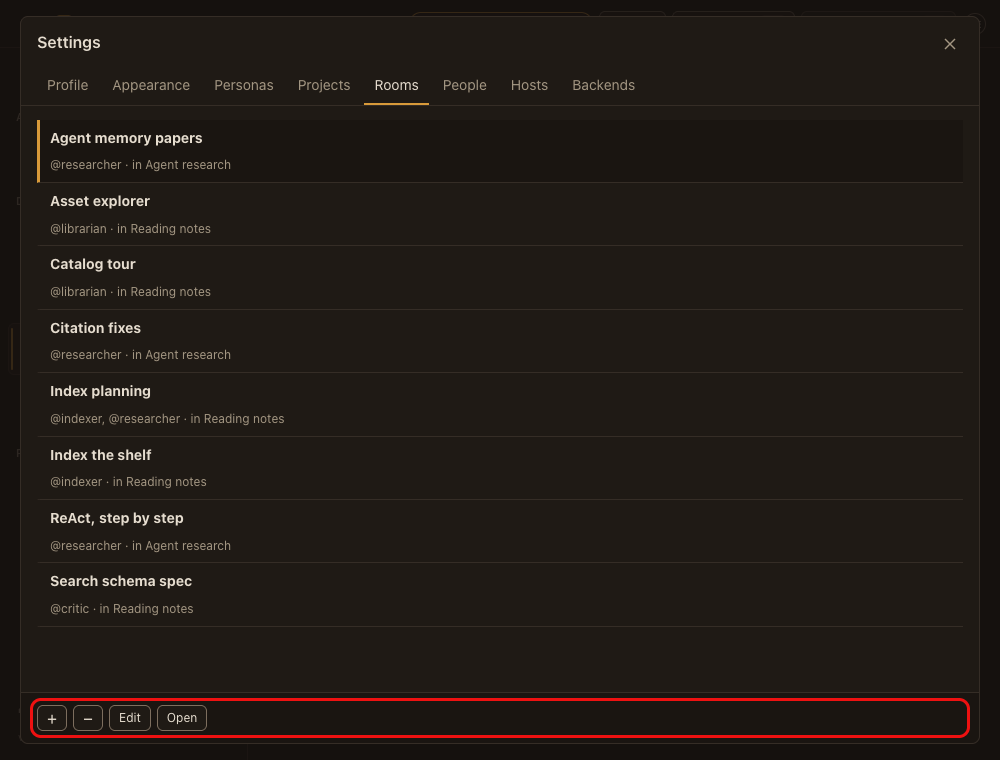 Settings
Profile Appearance Personas Projects Rooms People Hosts Backends
Agent memory papers
@researcher · in Agent research
Asset explorer
@librarian · in Reading notes
Catalog tour
@librarian · in Reading notes
Citation fixes
@researcher · in Agent research
Index planning
@indexer, @researcher · in Reading notes
Index the shelf
@indexer · in Reading notes
ReAct, step by step
@researcher · in Agent research
Search schema spec
@critic · in Reading notes
+ − Edit Open